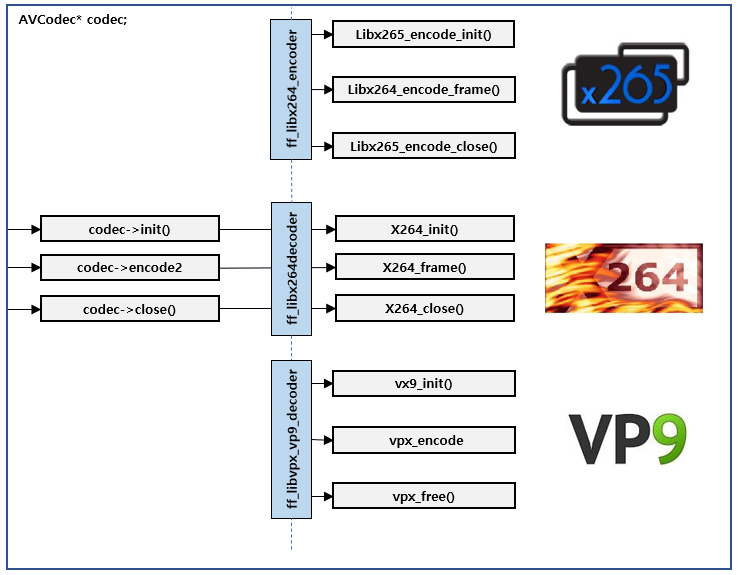 AVCodec* codec;
ff_libx264_encoder
Libx265_encode_init()
Libx264_encode_frame()
Libx265_encode_close()
x265
codec->init()
codec->encode2
codec->close()
ff_libx264decoder
X264_init()
X264_frame()
X264_close()
264
ff_libvpx_vp9_decoder
vx9_init()
vpx_encode
vpx_free()
VP9